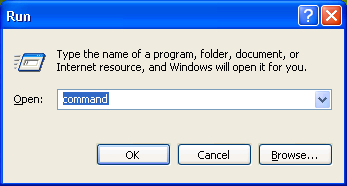 Run
Type the name of a program, folder, document, or
Internet resource, and Windows will open it for you.
Open: command
OK Cancel Browse...